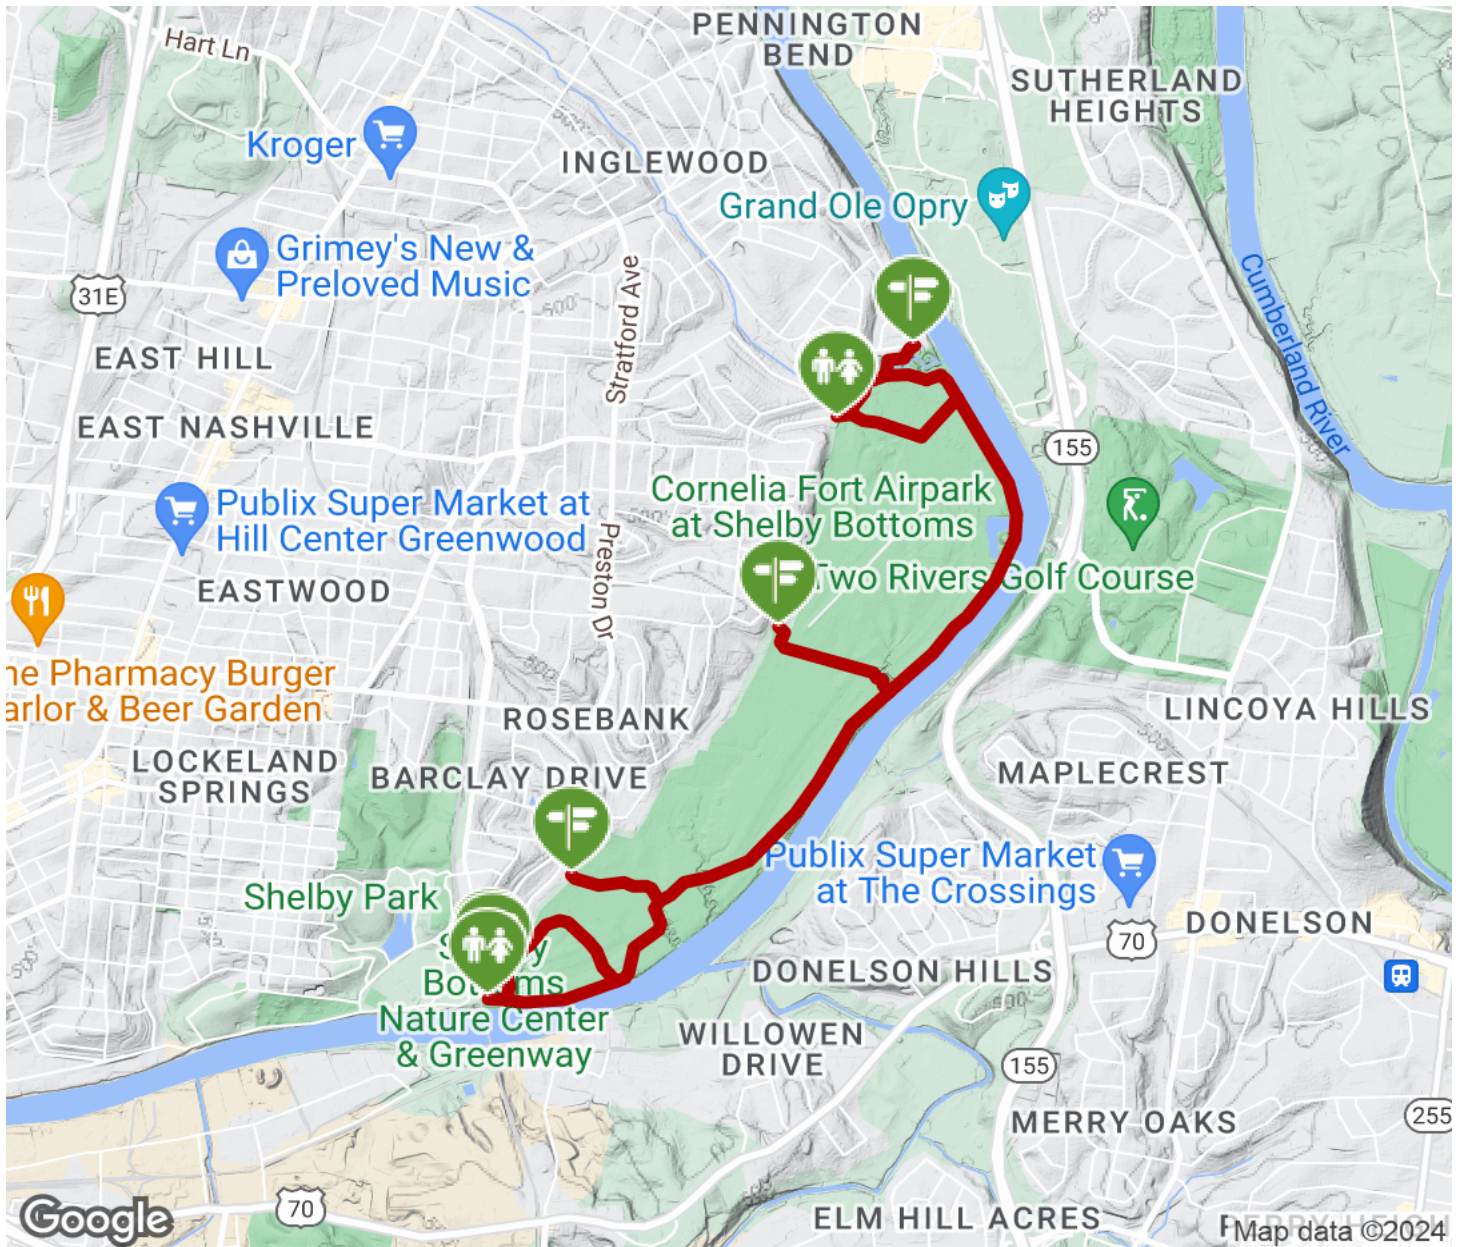 PENNINGTON
BEND
Hart Ln
SUTHERLAND
HEIGHTS
Kroger
INGLEWOOD
Grand Ole Opry
Grimey's New &
Preloved Music
500'
31E
Stratford Ave
Cumberland River
EAST HILL
EAST NASHVILLE
155
Cornelia Fort Airpark
at Shelby Bottoms
Publix Super Market at
Hill Center Greenwood
Preston Dr
Two Rivers Golf Course
EASTWOOD
he Pharmacy Burger
arlor & Beer Garden
500'
ROSEBANK
LINCOYA HILLS
500'
LOCKELAND
SPRINGS
BARCLAY DRIVE
MAPLECREST
Publix Super Market
at The Crossings
Shelby Park
70
DONELSON
DONELSON HILLS
500'
Nature Center
& Greenway
WILLOWEN
DRIVE
155
MERRY OAKS
255
70
ELM HILL ACRES
Google
Map data ©2024